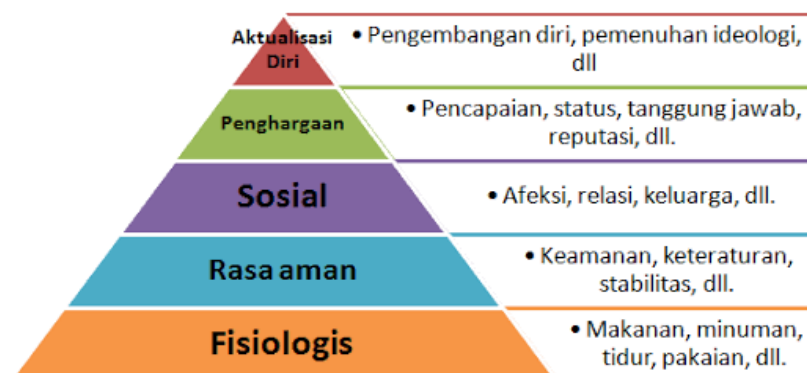 Aktualisasi
Diri
• Pengembangan diri, pemenuhan ideologi,
dll
Penghargaan
• Pencapaian, status, tanggung jawab,
reputasi, dll.
Sosial
• Afeksi, relasi, keluarga, dll.
Rasa aman
• Keamanan, keteraturan,
stabilitas, dll.
Fisiologis
• Makanan, minuman,
tidur, pakaian, dll.